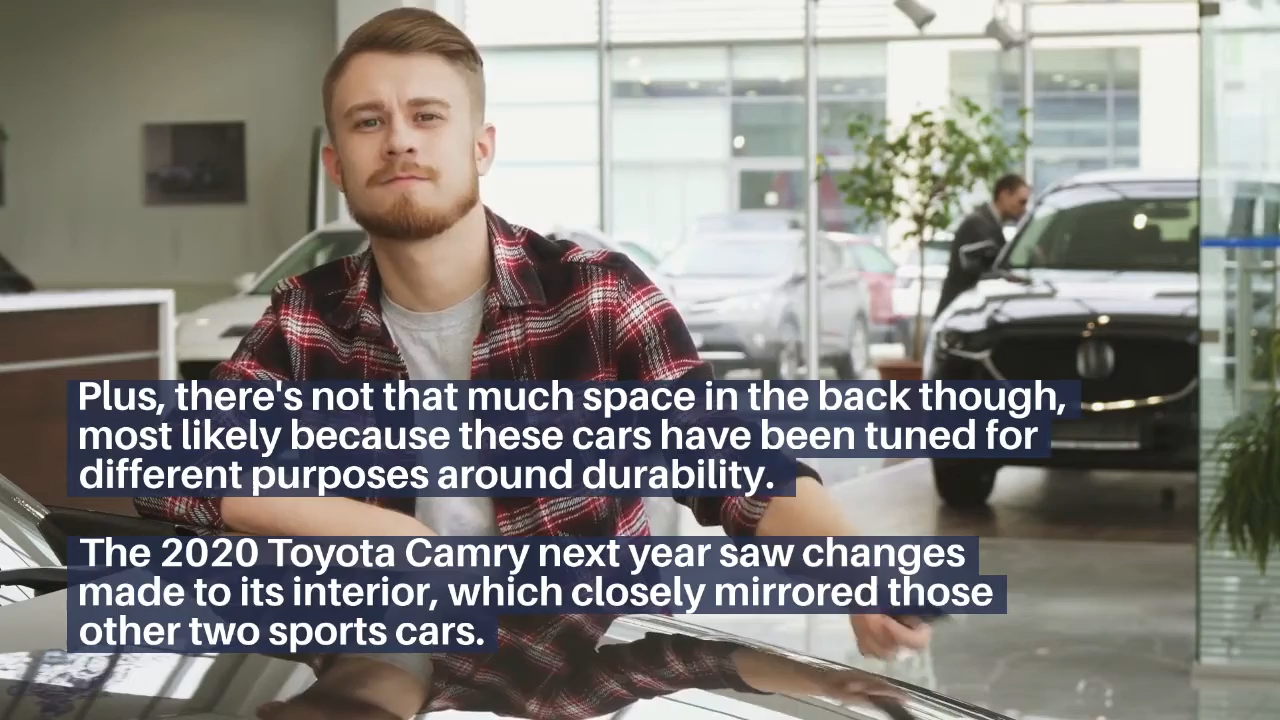 Plus, there's not that much space in the back though,
most likely because these cars have been tuned for
different purposes around durability.
The 2020 Toyota Camry next year saw changes
made to its interior, which closely mirrored those
other two sports cars.